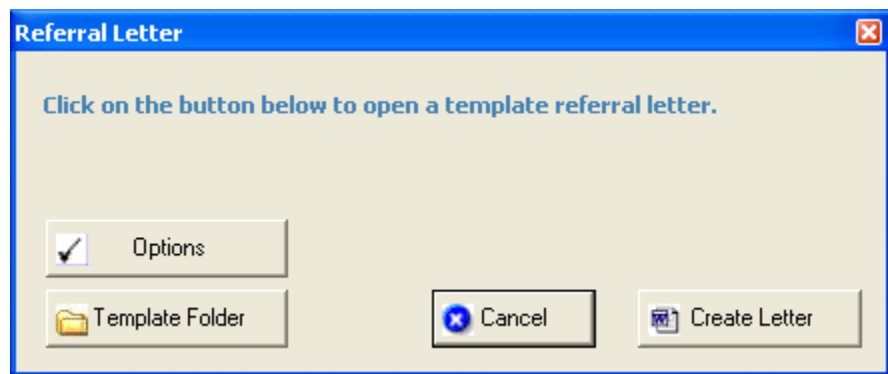 Referral Letter
Click on the button below to open a template referral letter.
Options
Template Folder
Cancel
Create Letter